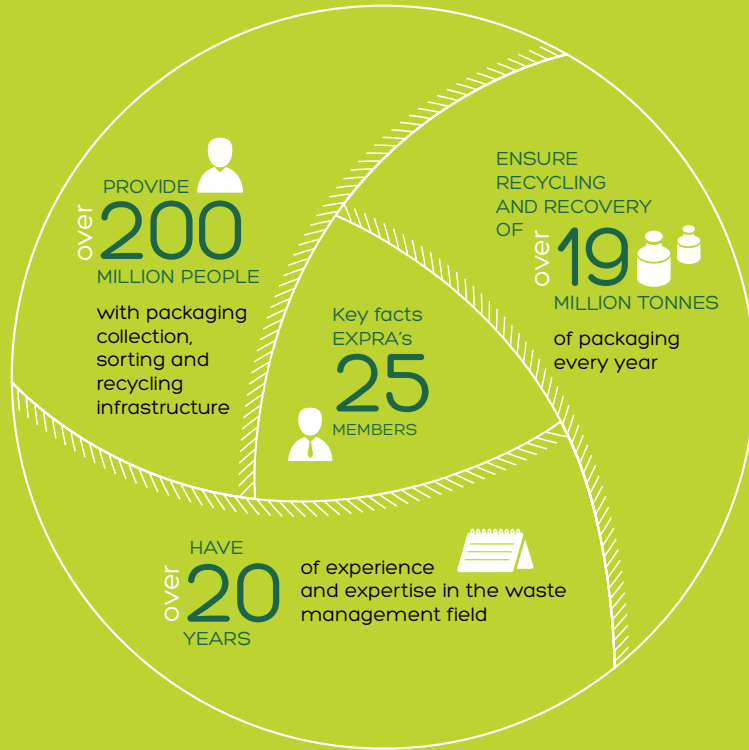 PROVIDE
over
200
MILLION PEOPLE
with packaging
collection,
sorting and
recycling
infrastructure
ENSURE
RECYCLING
AND RECOVERY
OF
over
19
MILLION TONNES
of packaging
every year
Key facts
EXPRA's
25
MEMBERS
HAVE
over
20
YEARS
of experience
and expertise in the waste
management field